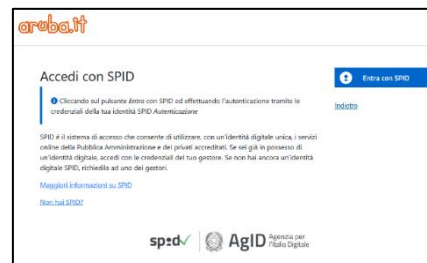 aruba.it
Accedi con SPID
Cliccando sul pulsante Entra con SPID ed effettuando l'autenticazione tramite le
credenziali della tua identità SPID Autenticazione
Entra con SPID
Indietro
SPID è il sistema di accesso che consente di utilizzare, con un'identità digitale unica, i servizi
online della Pubblica Amministrazione e dei privati accreditati. Se sei già in possesso di
un'identità digitale, accedi con le credenziali del tuo gestore. Se non hai ancora un'identità
digitale SPID, richiedila ad uno dei gestori.
Maggiori informazioni su SPID
Non hai SPID?
spid AgID Agenzia per
l'Italia Digitale